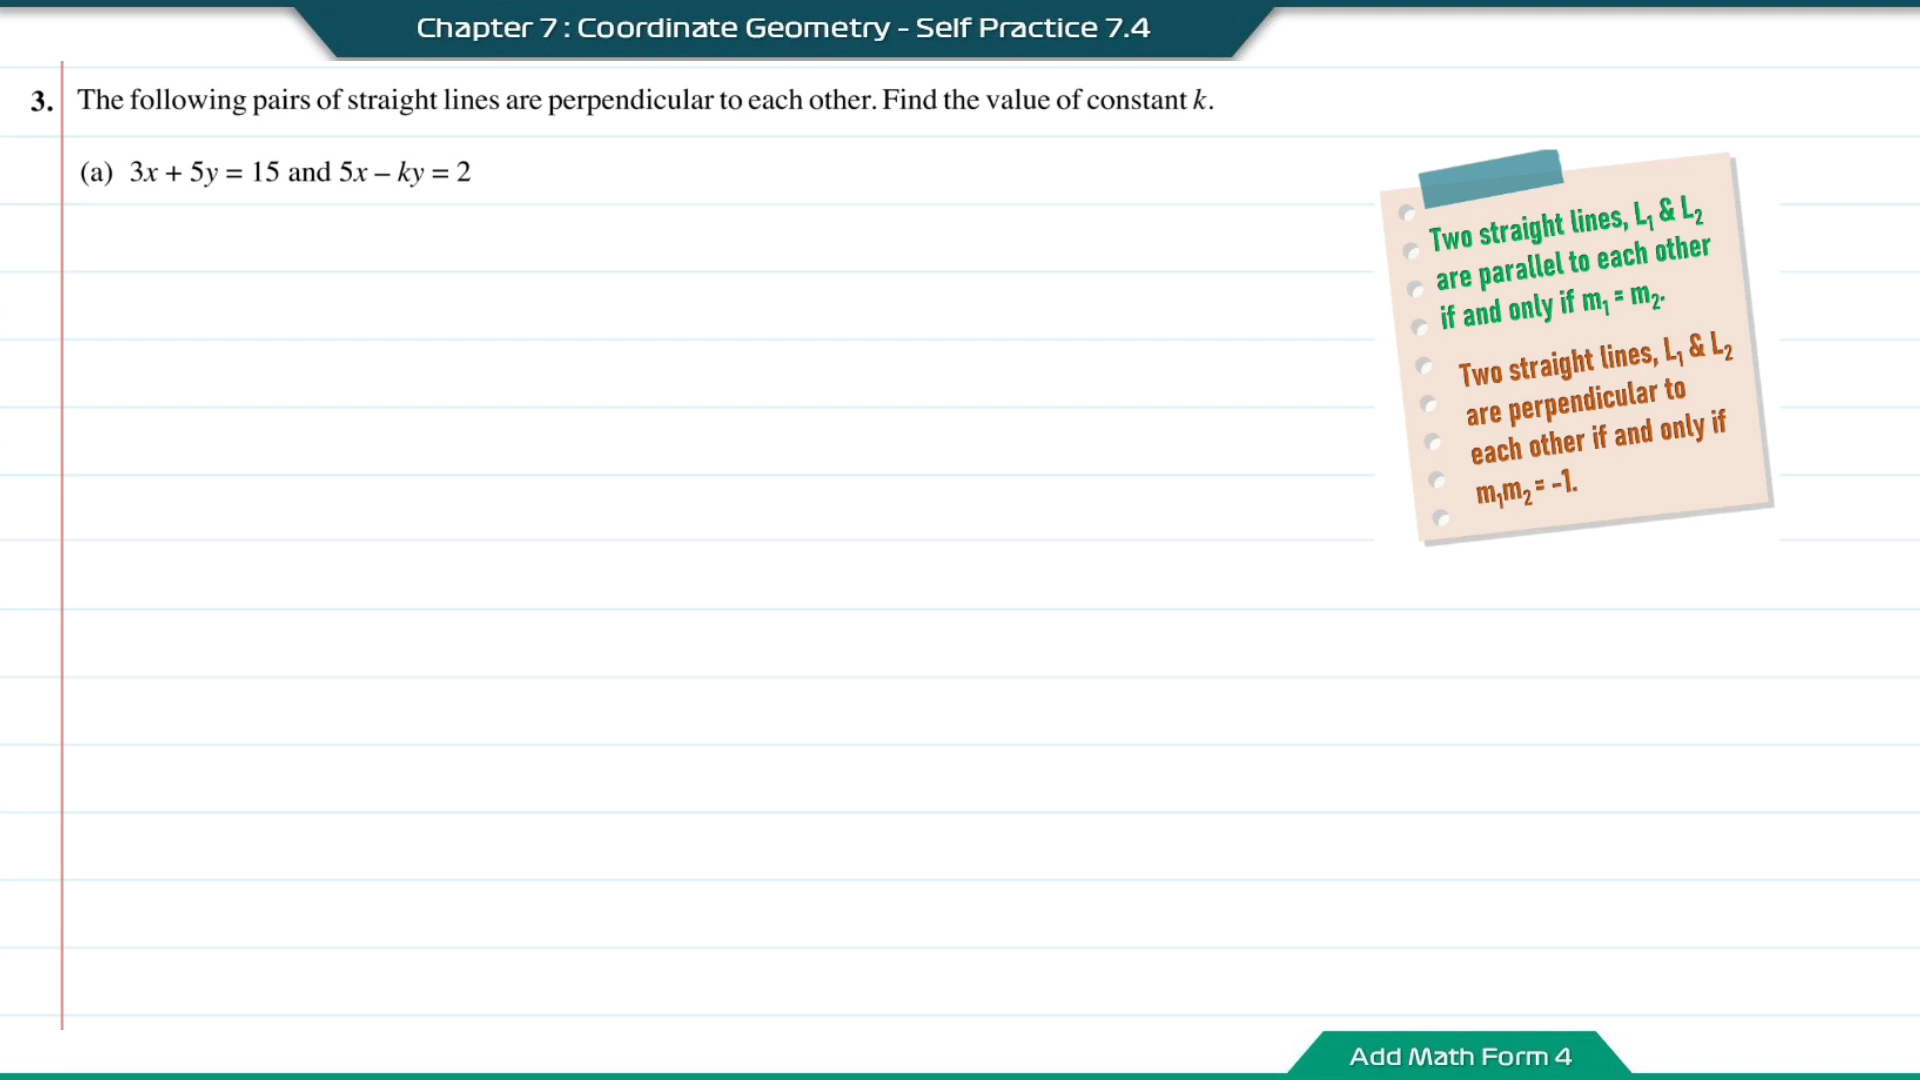 Chapter 7 : Coordinate Geometry - Self Practice 7.4
3. The following pairs of straight lines are perpendicular to each other. Find the value of constant k.
(a) 3x + 5y = 15 and 5x – ky = 2
Two straight lines, L₁ & L₂
are parallel to each other
if and only if m₁ = m₂.
Two straight lines, L₁ & L₂
are perpendicular to
each other if and only if
m₁m₂ = -1.
Add Math Form 4